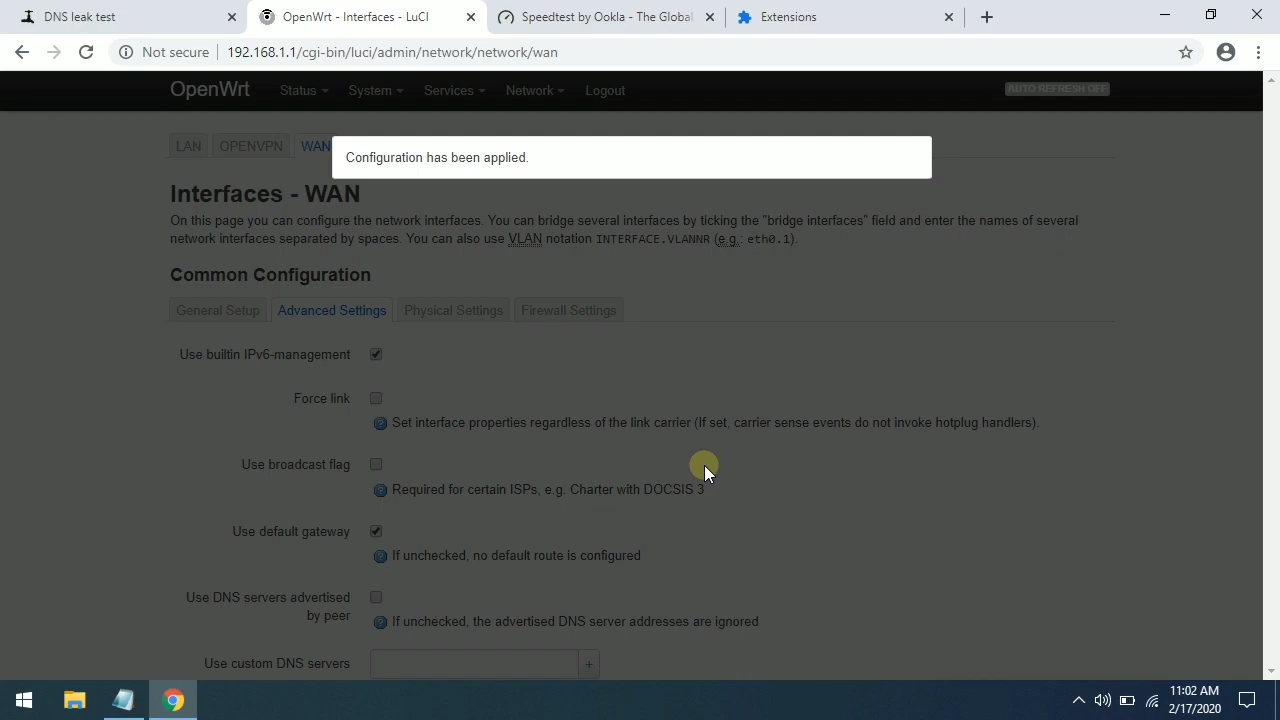 DNS leak test
OpenWrt - Interfaces - LuCI
Speedtest by Ookla - The Global
Extensions
Not secure
192.168.1.1/cgi-bin/luci/admin/network/network/wan
OpenWrt
Status
System
Services
Network
Logout
AUTO REFRESH OFF
LAN
OPENVPN
WAN
Configuration has been applied.
Interfaces - WAN
On this page you can configure the network interfaces. You can bridge several interfaces by ticking the "bridge interfaces" field and enter the names of several
network interfaces separated by spaces. You can also use VLAN notation INTERFACE.VLANNR (e.g.: eth0.1).
Common Configuration
General Setup
Advanced Settings
Physical Settings
Firewall Settings
Use builtin IPv6-management
Force link
Set interface properties regardless of the link carrier (If set, carrier sense events do not invoke hotplug handlers).
Use broadcast flag
Required for certain ISPs, e.g. Charter with DOCSIS 3
Use default gateway
If unchecked, no default route is configured
Use DNS servers advertised
by peer
If unchecked, the advertised DNS server addresses are ignored
Use custom DNS servers
+
11:02 AM
2/17/2020